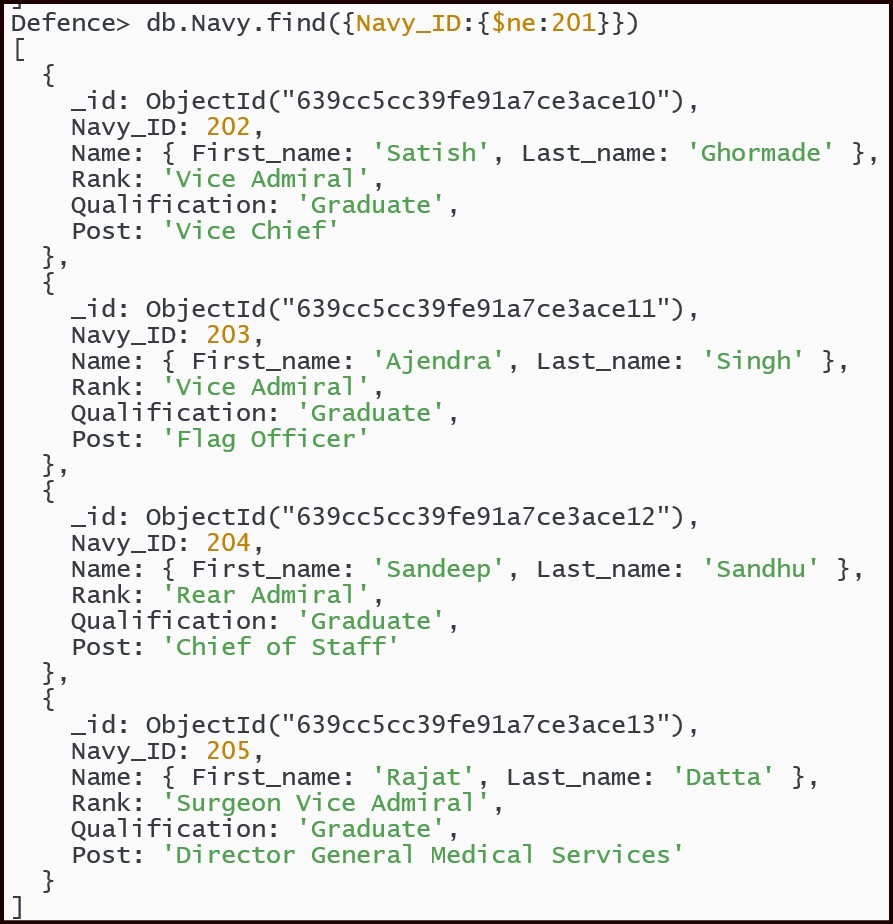 ]
Defence> db.Navy.find({Navy_ID:{$ne:201}})
[
  {
    _id: ObjectId("639cc5cc39fe91a7ce3ace10"),
    Navy_ID: 202,
    Name: { First_name: 'Satish', Last_name: 'Ghormade' },
    Rank: 'Vice Admiral',
    Qualification: 'Graduate',
    Post: 'Vice Chief'
  },
  {
    _id: ObjectId("639cc5cc39fe91a7ce3ace11"),
    Navy_ID: 203,
    Name: { First_name: 'Ajendra', Last_name: 'Singh' },
    Rank: 'Vice Admiral',
    Qualification: 'Graduate',
    Post: 'Flag Officer'
  },
  {
    _id: ObjectId("639cc5cc39fe91a7ce3ace12"),
    Navy_ID: 204,
    Name: { First_name: 'Sandeep', Last_name: 'Sandhu' },
    Rank: 'Rear Admiral',
    Qualification: 'Graduate',
    Post: 'Chief of Staff'
  },
  {
    _id: ObjectId("639cc5cc39fe91a7ce3ace13"),
    Navy_ID: 205,
    Name: { First_name: 'Rajat', Last_name: 'Datta' },
    Rank: 'Surgeon Vice Admiral',
    Qualification: 'Graduate',
    Post: 'Director General Medical Services'
  }
]